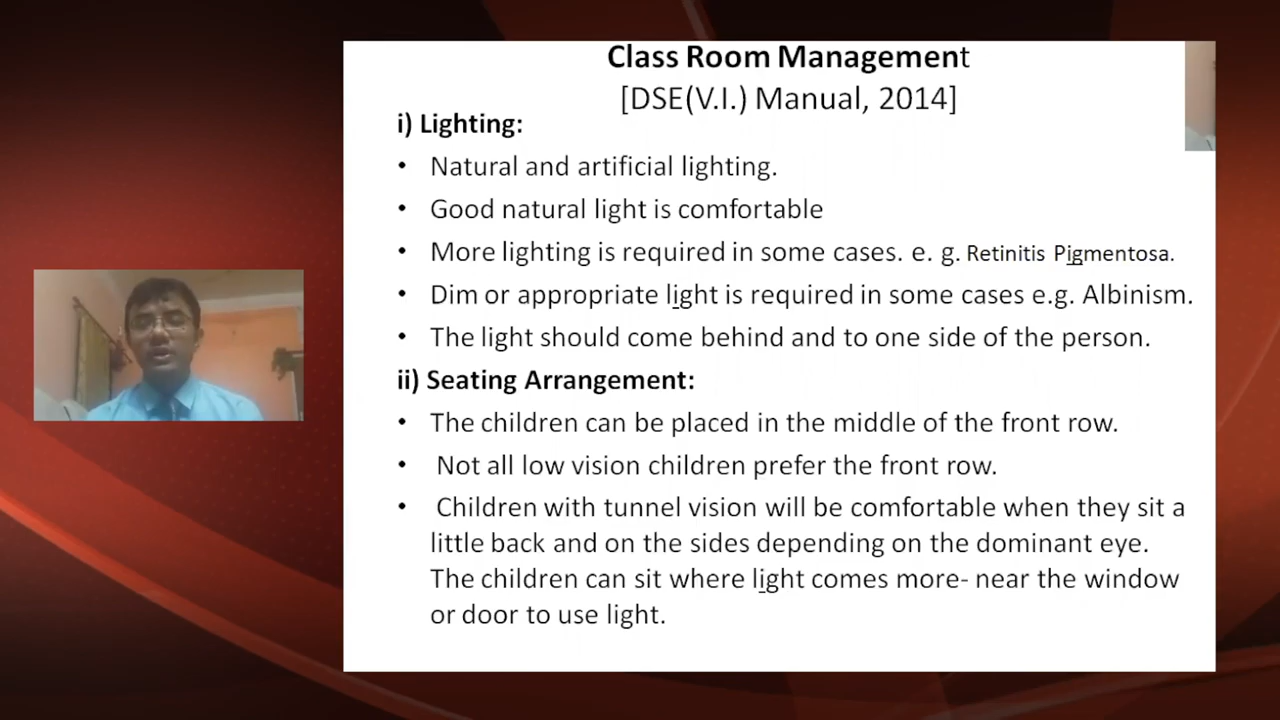 Class Room Management
[DSE(V.I.) Manual, 2014]
i) Lighting:
• Natural and artificial lighting.
• Good natural light is comfortable
• More lighting is required in some cases. e. g. Retinitis Pigmentosa.
• Dim or appropriate light is required in some cases e.g. Albinism.
• The light should come behind and to one side of the person.
ii) Seating Arrangement:
• The children can be placed in the middle of the front row.
• Not all low vision children prefer the front row.
• Children with tunnel vision will be comfortable when they sit a
little back and on the sides depending on the dominant eye.
The children can sit where light comes more- near the window
or door to use light.